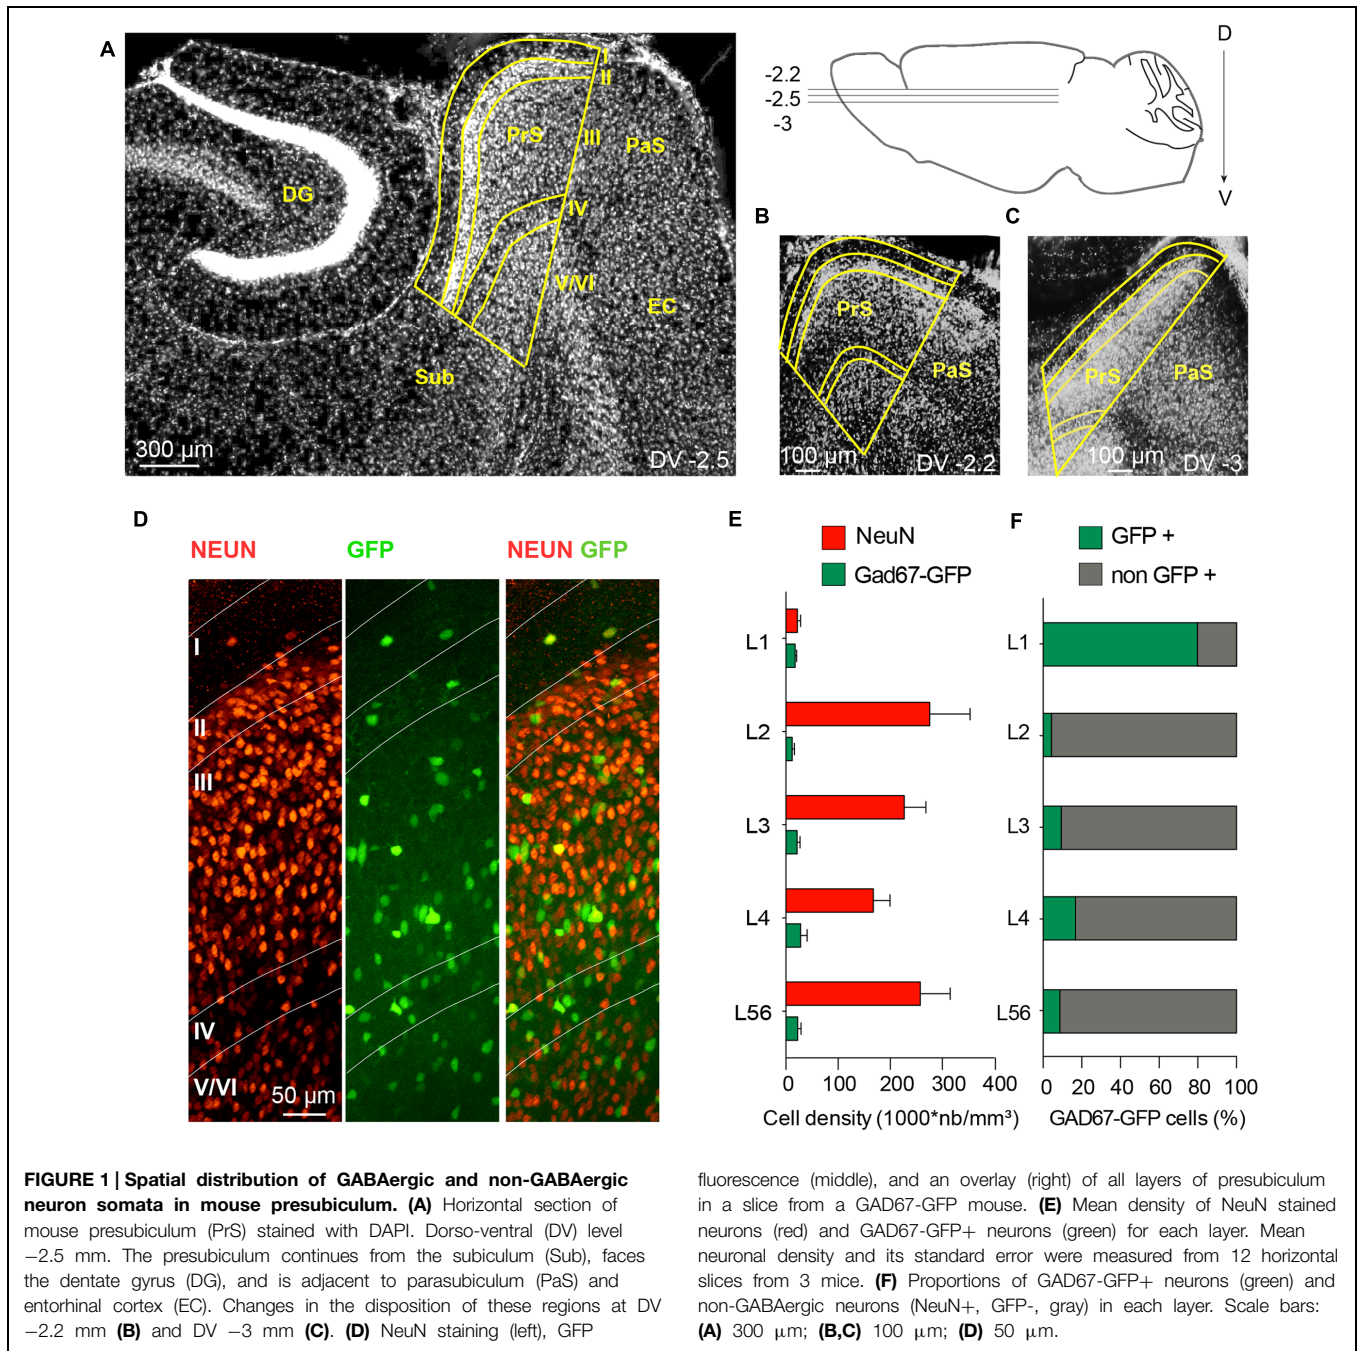 A
I
II
PrS
III
PaS
DG
IV
V/VI
EC
Sub
300 µm
DV -2.5
D
-2.2
-2.5
-3
V
B
PrS
PaS
100 µm
DV -2.2
C
PrS
PaS
100 µm
DV -3
D
NEUN
GFP
NEUN GFP
I
II
III
IV
V/VI
50 µm
E
NeuN
Gad67-GFP
L1
L2
L3
L4
L56
0 100 200 300 400
Cell density (1000*nb/mm³)
F
GFP +
non GFP +
L1
L2
L3
L4
L56
0 20 40 60 80 100
GAD67-GFP cells (%)
FIGURE 1 | Spatial distribution of GABAergic and non-GABAergic
neuron somata in mouse presubiculum. (A) Horizontal section of
mouse presubiculum (PrS) stained with DAPI. Dorso-ventral (DV) level
−2.5 mm. The presubiculum continues from the subiculum (Sub), faces
the dentate gyrus (DG), and is adjacent to parasubiculum (PaS) and
entorhinal cortex (EC). Changes in the disposition of these regions at DV
−2.2 mm (B) and DV −3 mm (C). (D) NeuN staining (left), GFP
fluorescence (middle), and an overlay (right) of all layers of presubiculum
in a slice from a GAD67-GFP mouse. (E) Mean density of NeuN stained
neurons (red) and GAD67-GFP+ neurons (green) for each layer. Mean
neuronal density and its standard error were measured from 12 horizontal
slices from 3 mice. (F) Proportions of GAD67-GFP+ neurons (green) and
non-GABAergic neurons (NeuN+, GFP-, gray) in each layer. Scale bars:
(A) 300 µm; (B,C) 100 µm; (D) 50 µm.